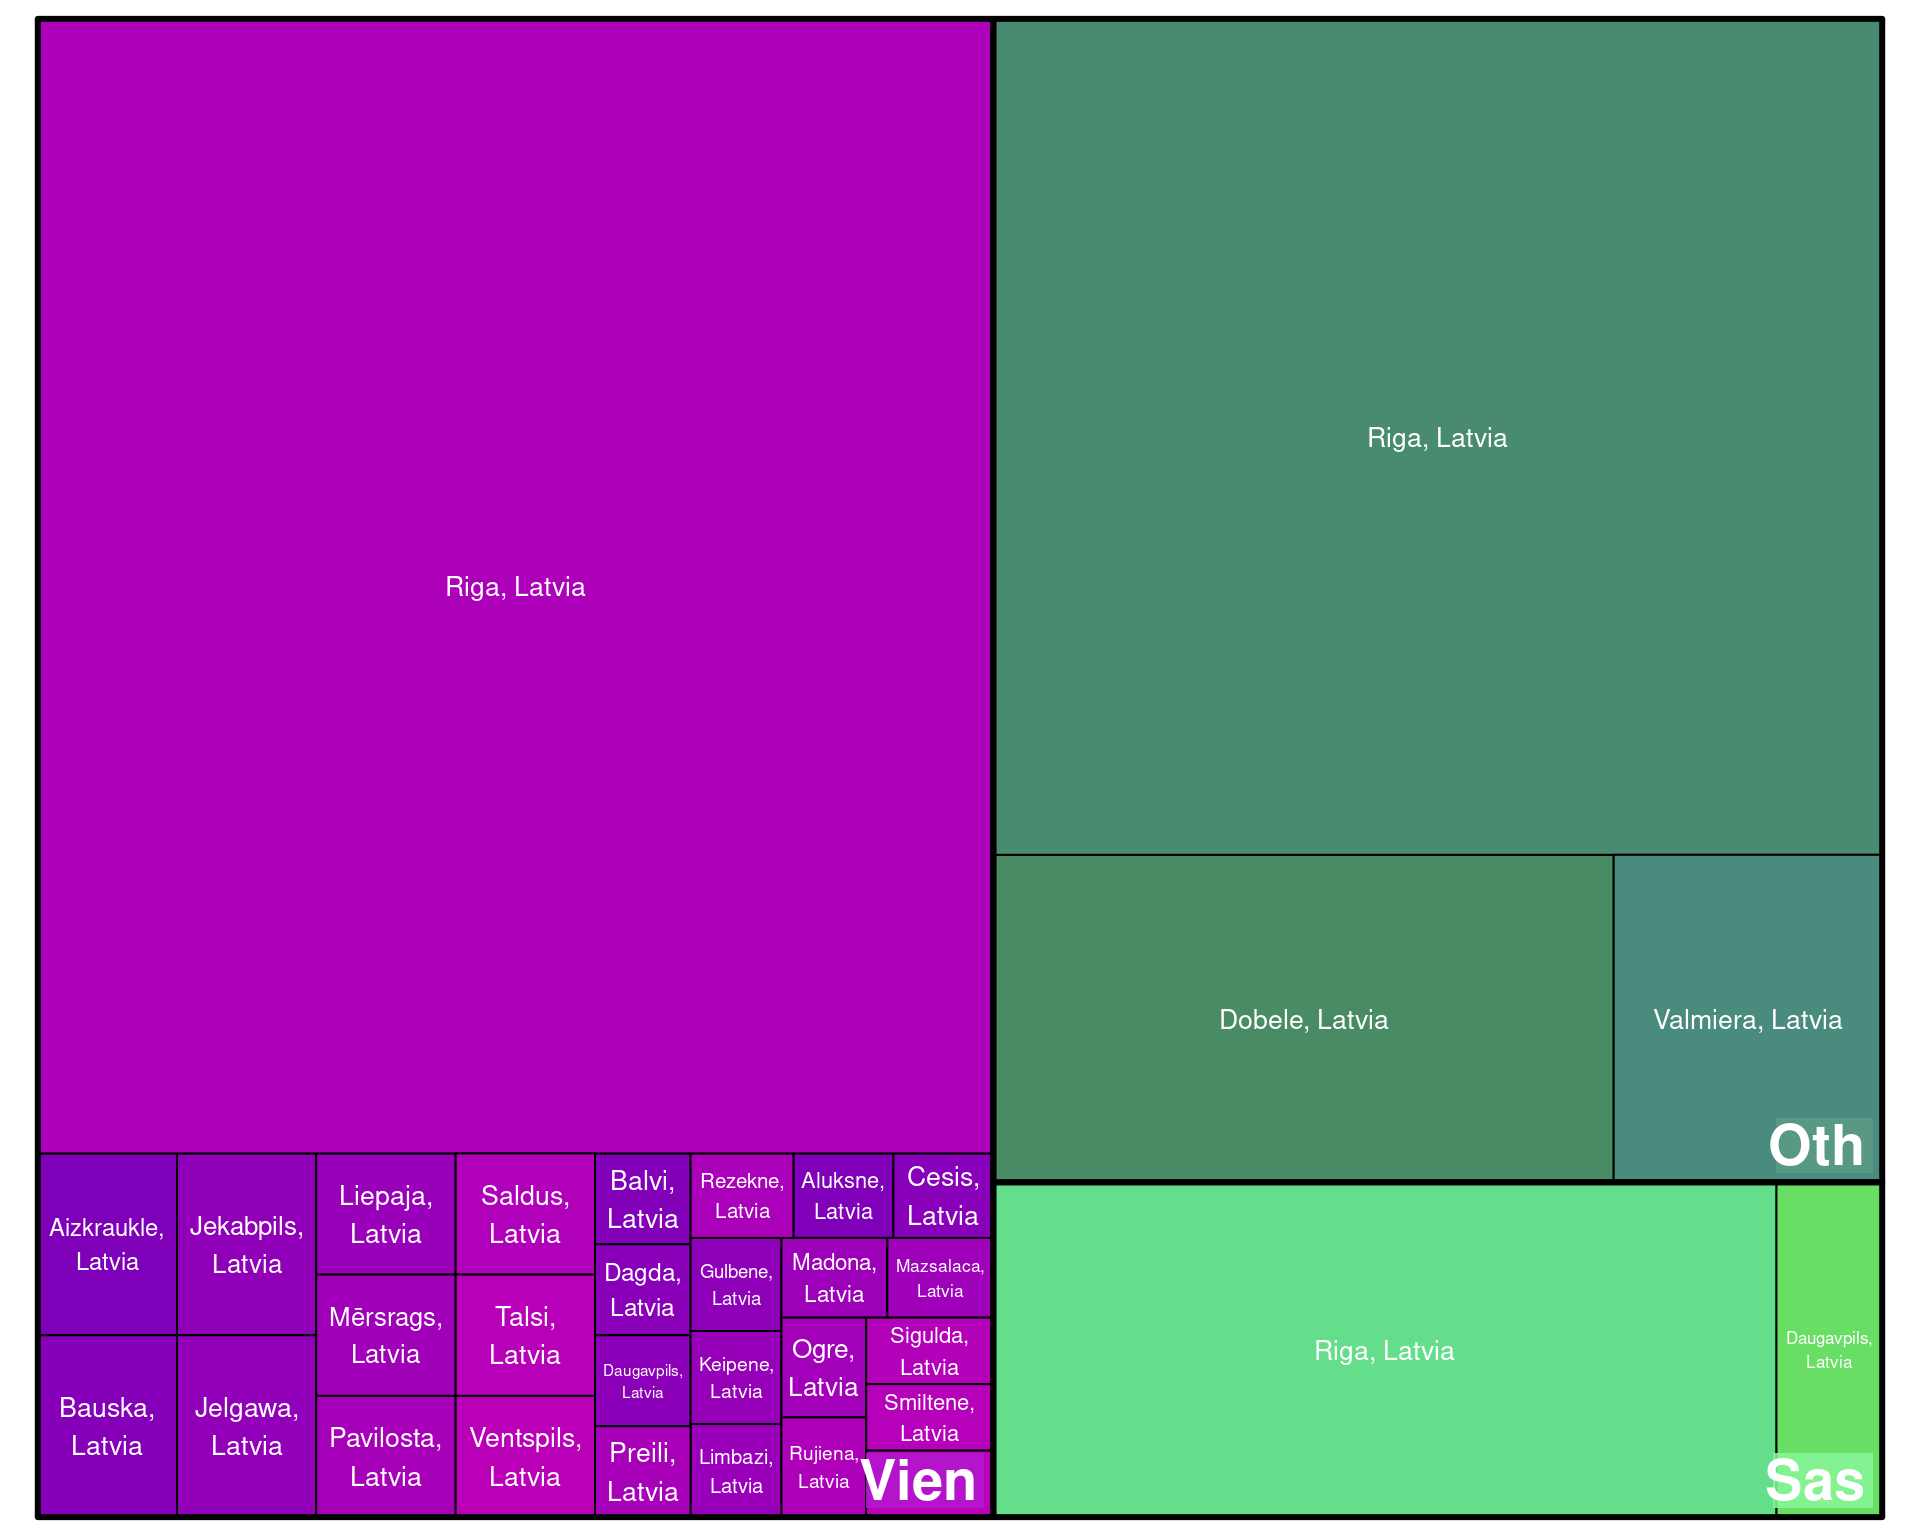 Riga, Latvia
Aizkraukle,
Latvia
Bauska,
Latvia
Jekabpils,
Latvia
Jelgawa,
Latvia
Liepaja,
Latvia
Mērsrags,
Latvia
Pavilosta,
Latvia
Saldus,
Latvia
Talsi,
Latvia
Ventspils,
Latvia
Balvi,
Latvia
Dagda,
Latvia
Daugavpils,
Latvia
Preili,
Latvia
Rezekne,
Latvia
Aluksne,
Latvia
Cesis,
Latvia
Gulbene,
Latvia
Keipene,
Latvia
Limbazi,
Latvia
Madona,
Latvia
Mazsalaca,
Latvia
Ogre,
Latvia
Rujiena,
Latvia
Sigulda,
Latvia
Smiltene,
Latvia
Vien
Riga, Latvia
Dobele, Latvia
Valmiera, Latvia
Oth
Riga, Latvia
Daugavpils,
Latvia
Sas